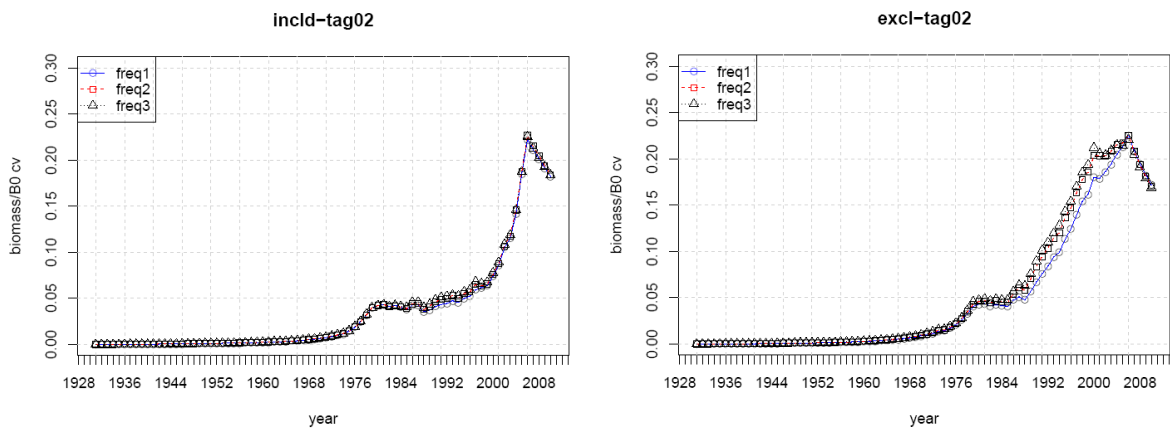 incld-tag02
freq1
freq2
freq3
biomass/B0 cv
0.30
0.25
0.20
0.15
0.10
0.05
0.00
1928 1936 1944 1952 1960 1968 1976 1984 1992 2000 2008
year
excl-tag02
freq1
freq2
freq3
biomass/B0 cv
0.30
0.25
0.20
0.15
0.10
0.05
0.00
1928 1936 1944 1952 1960 1968 1976 1984 1992 2000 2008
year